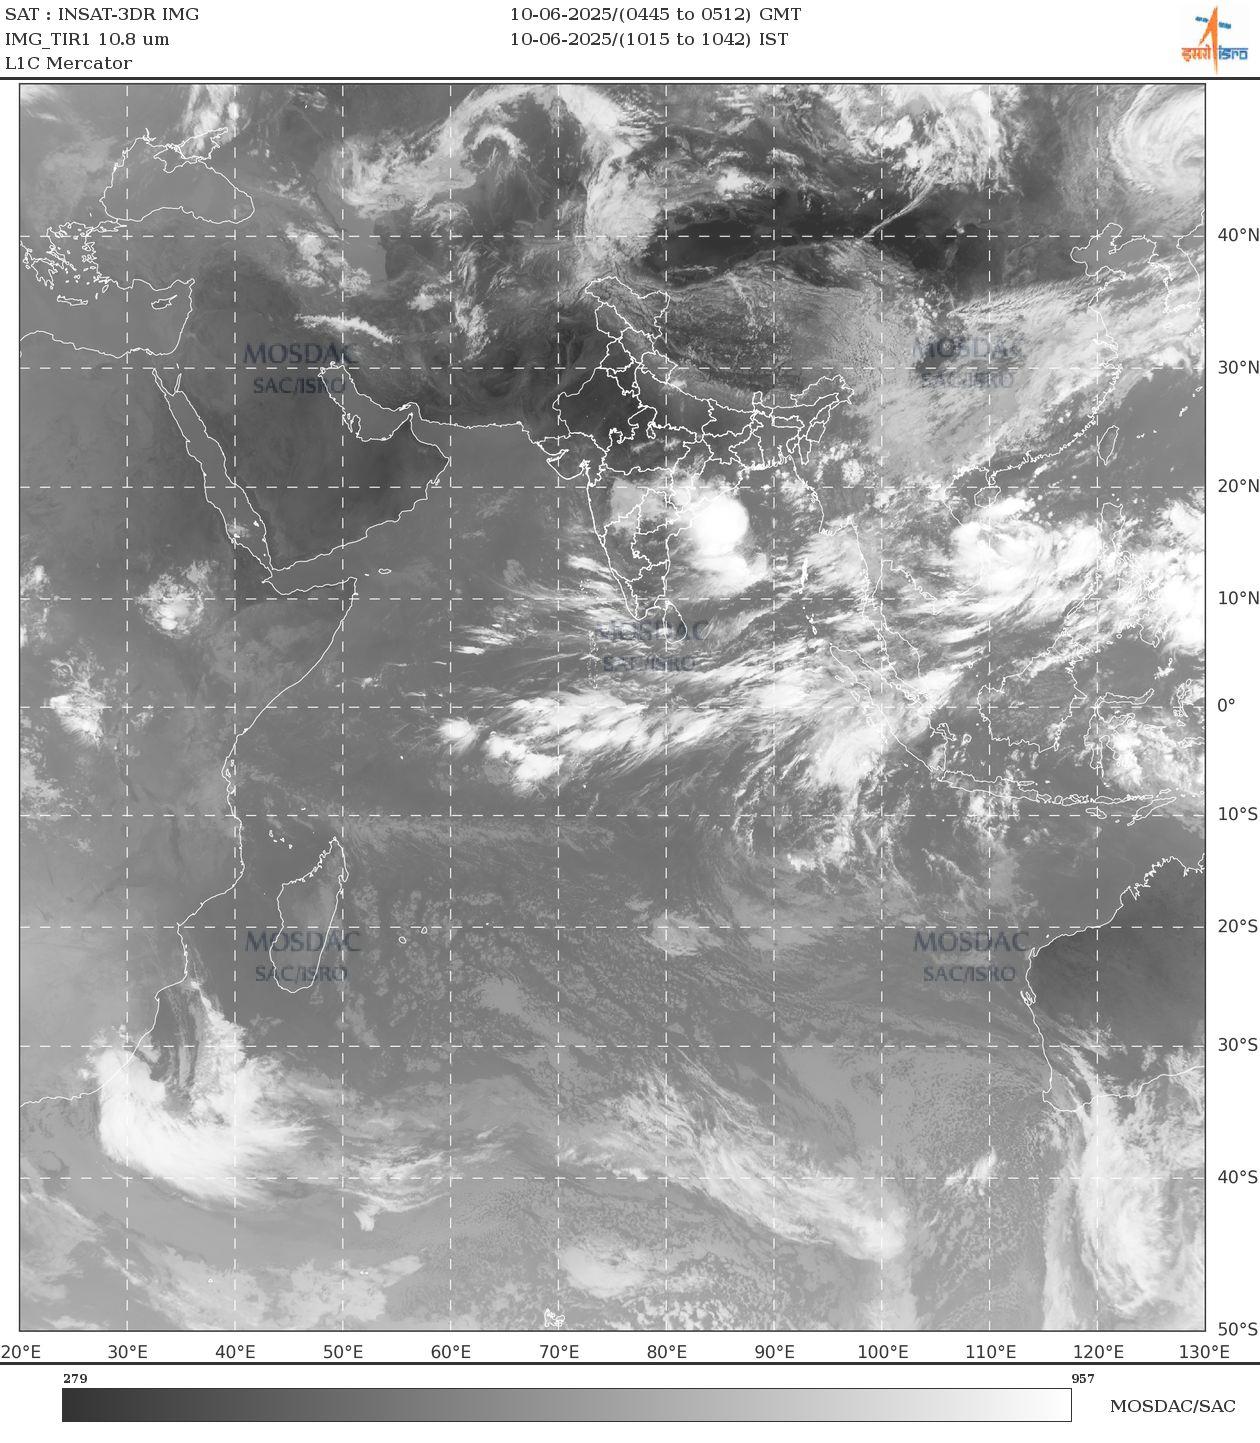 SAT : INSAT-3DR IMG
10-06-2025/(0445 to 0512) GMT
IMG_TIR1 10.8 um
10-06-2025/(1015 to 1042) IST
L1C Mercator
इसरो isro
40°N
MOSDAC
SAC/ISRO
MOSDAC
SAC/ISRO
30°N
20°N
10°N
MOSDAC
SAC/ISRO
0°
10°S
20°S
MOSDAC
SAC/ISRO
MOSDAC
SAC/ISRO
30°S
40°S
50°S
20°E 30°E 40°E 50°E 60°E 70°E 80°E 90°E 100°E 110°E 120°E 130°E
279 957
MOSDAC/SAC